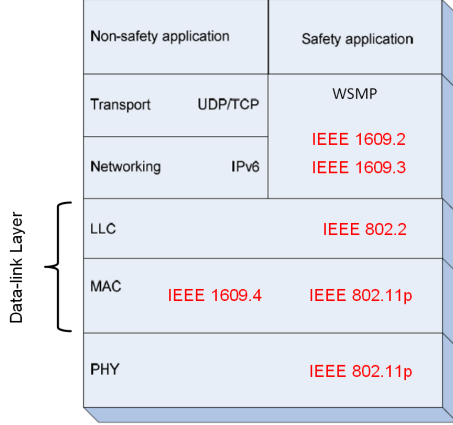 Non-safety application
Safety application
Transport UDP/TCP
WSMP
IEEE 1609.2
Networking IPv6
IEEE 1609.3
Data-link Layer
LLC IEEE 802.2
MAC IEEE 1609.4 IEEE 802.11p
PHY IEEE 802.11p